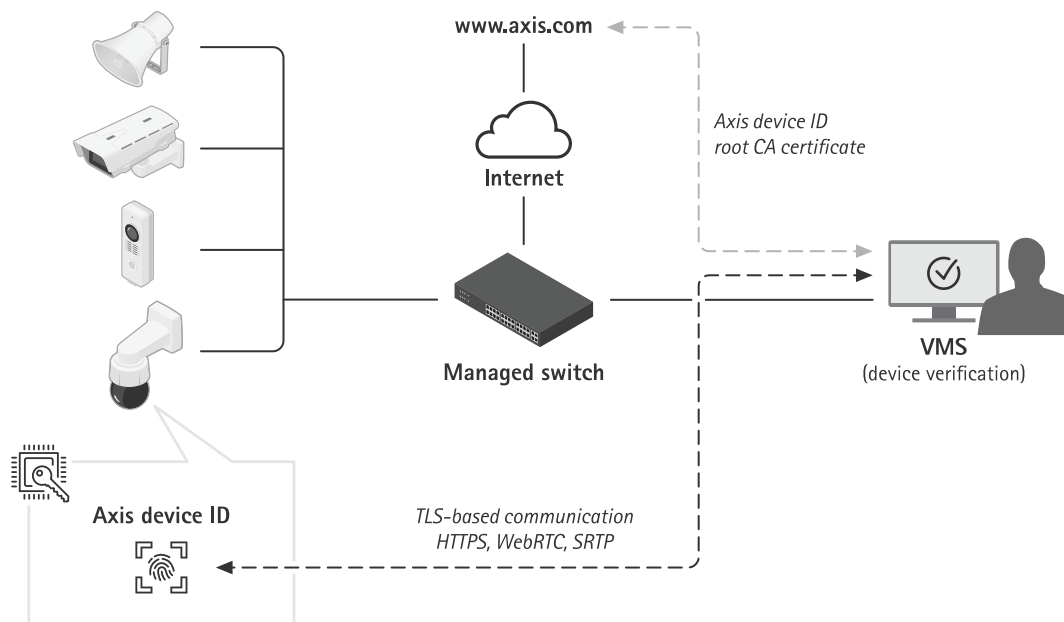 www.axis.com
Axis device ID
root CA certificate
Internet
Managed switch
VMS
(device verification)
Axis device ID
TLS-based communication
HTTPS, WebRTC, SRTP